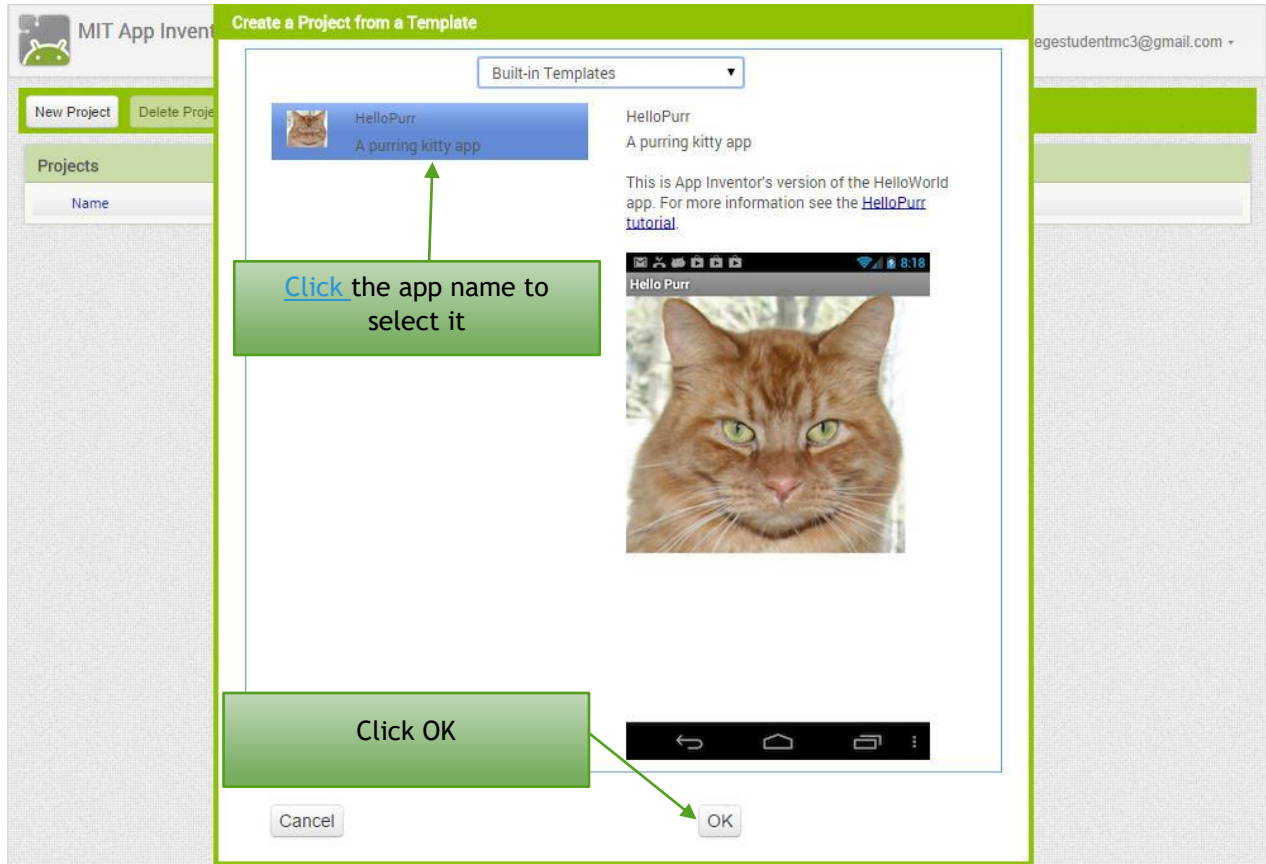 MIT App Invent
Create a Project from a Template
egestudentmc3@gmail.com
Built-in Templates
New Project
Delete Proje
HelloPurr
A purring kitty app
HelloPurr
A purring kitty app
Projects
Name
This is App Inventor's version of the HelloWorld
app. For more information see the HelloPurr
tutorial.
8:18
Hello Purr
Click the app name to
select it
Click OK
Cancel
OK